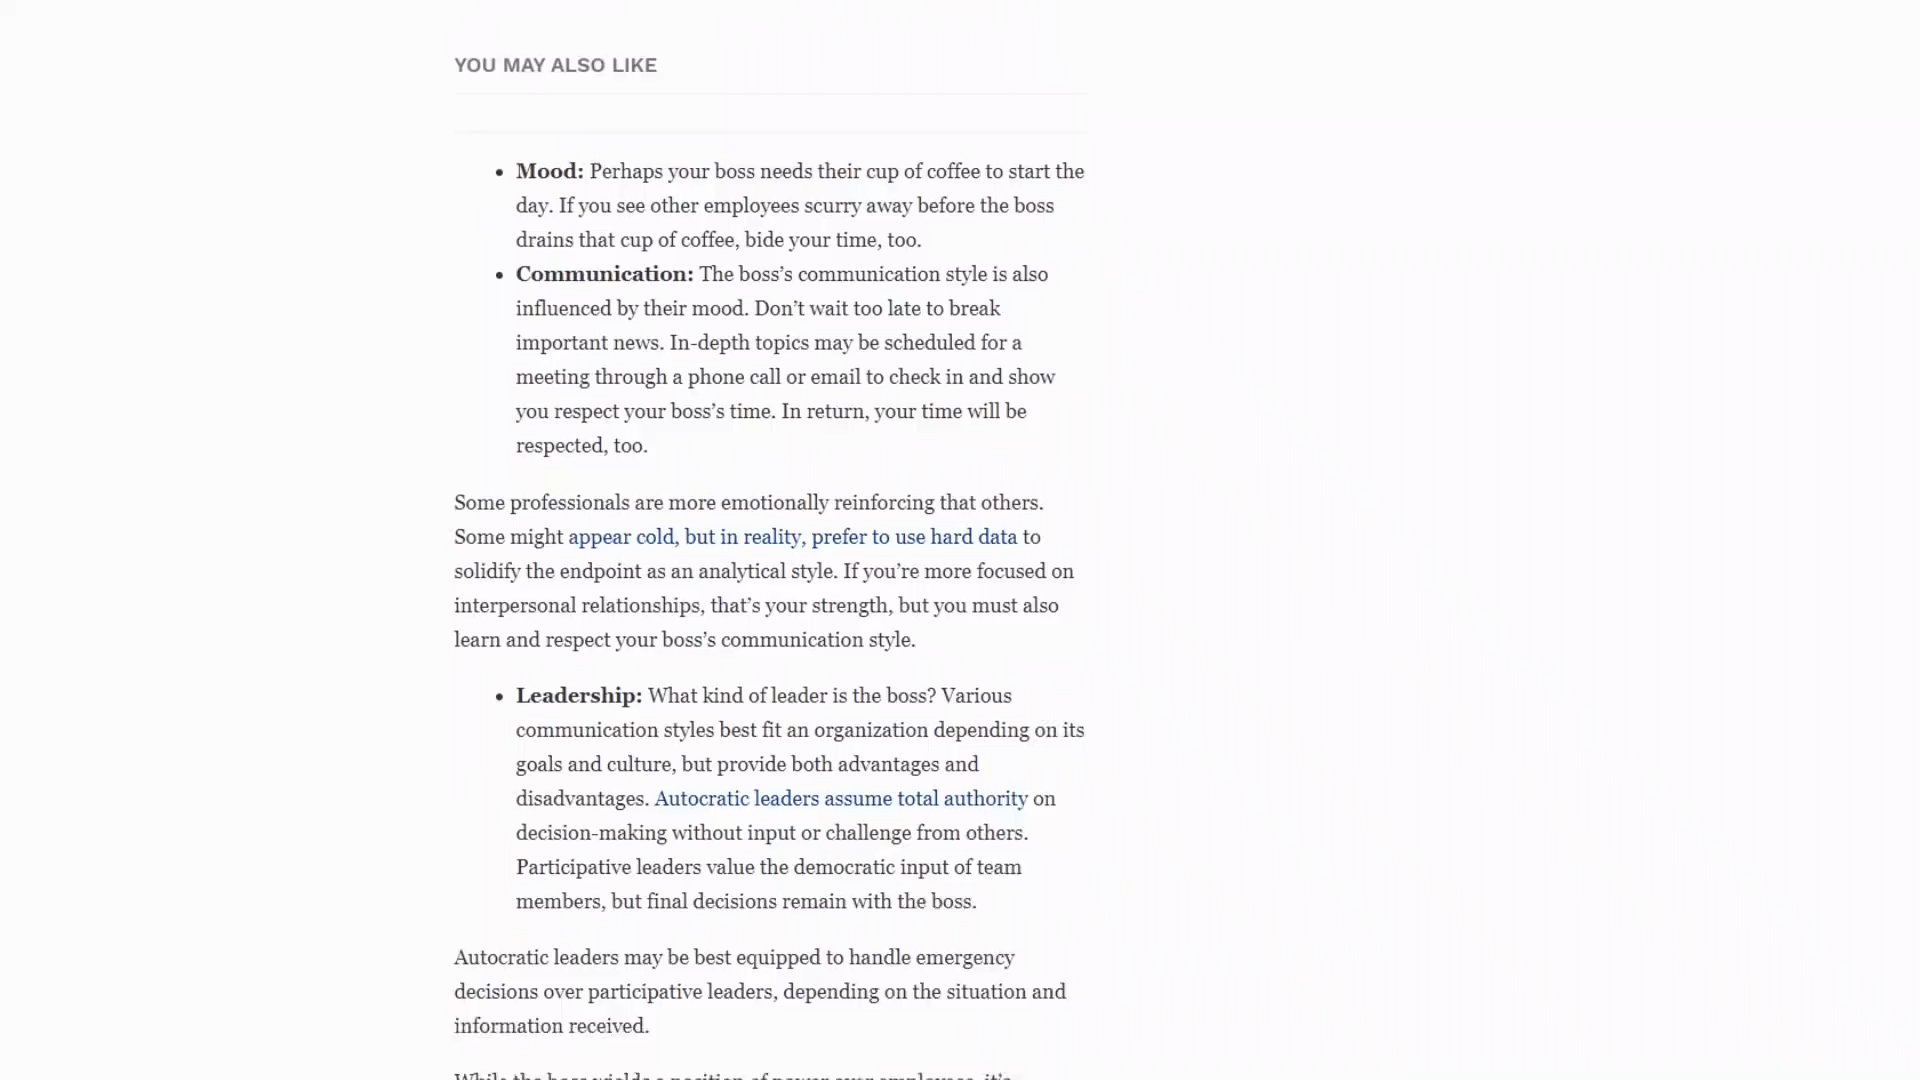 YOU MAY ALSO LIKE
• Mood: Perhaps your boss needs their cup of coffee to start the
day. If you see other employees scurry away before the boss
drains that cup of coffee, bide your time, too.
• Communication: The boss’s communication style is also
influenced by their mood. Don’t wait too late to break
important news. In-depth topics may be scheduled for a
meeting through a phone call or email to check in and show
you respect your boss’s time. In return, your time will be
respected, too.
Some professionals are more emotionally reinforcing that others.
Some might appear cold, but in reality, prefer to use hard data to
solidify the endpoint as an analytical style. If you’re more focused on
interpersonal relationships, that’s your strength, but you must also
learn and respect your boss’s communication style.
• Leadership: What kind of leader is the boss? Various
communication styles best fit an organization depending on its
goals and culture, but provide both advantages and
disadvantages. Autocratic leaders assume total authority on
decision-making without input or challenge from others.
Participative leaders value the democratic input of team
members, but final decisions remain with the boss.
Autocratic leaders may be best equipped to handle emergency
decisions over participative leaders, depending on the situation and
information received.
While the boss wields a position of power over employees, it’s